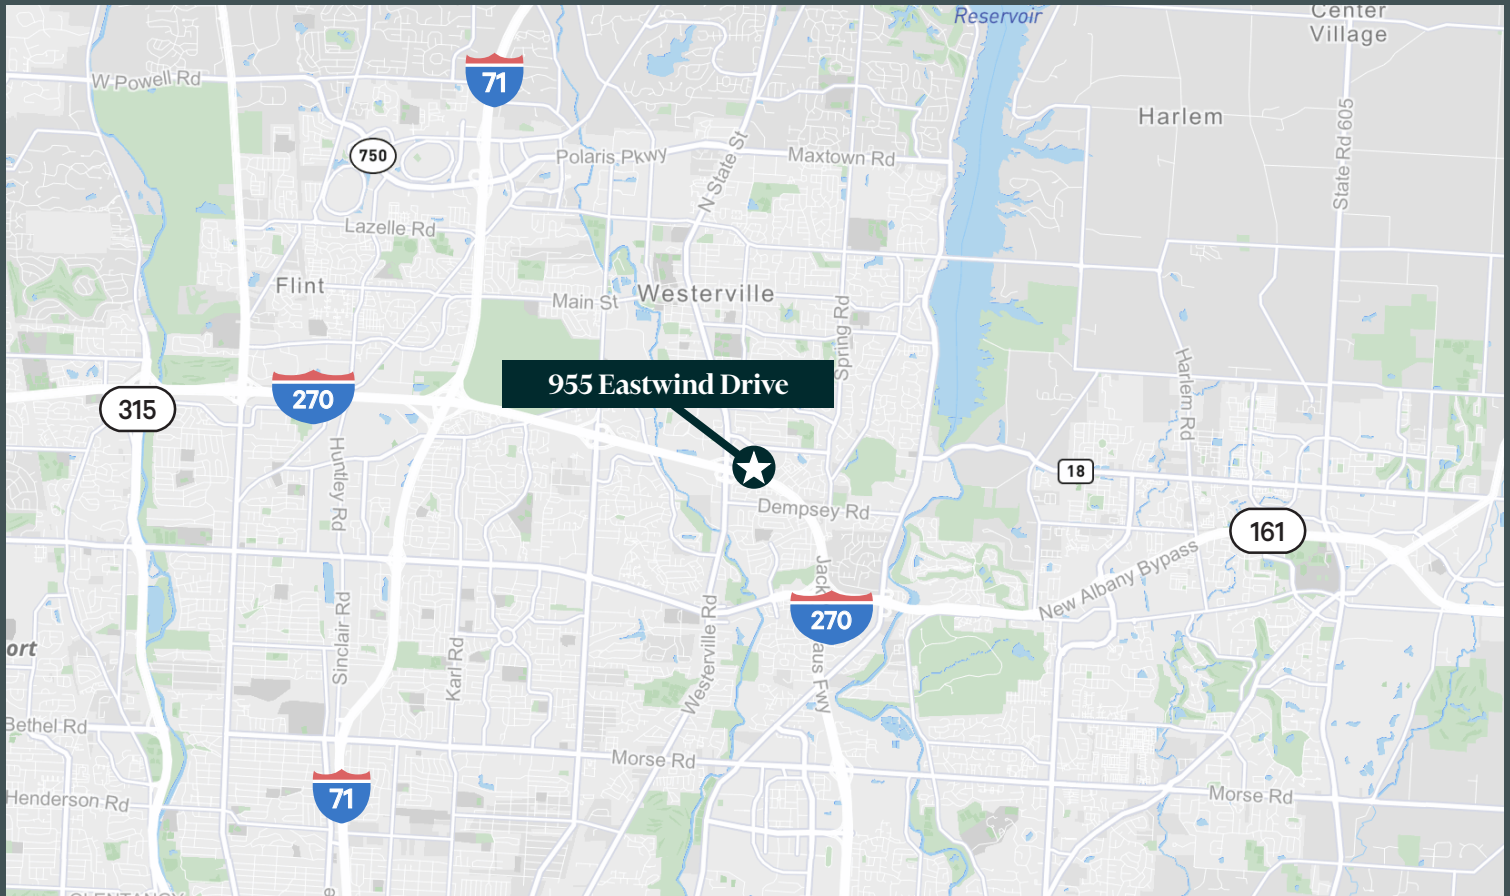 Reservoir
Center
Village
W Powell Rd
71
Harlem
State Rd 605
750
Polaris Pkwy
N State St
Maxtown Rd
Lazelle Rd
Flint
Main St
Westerville
Spring Rd
955 Eastwind Drive
270
315
Harlem Rd
Huntley Rd
18
Dempsey Rd
161
New Albany Bypass
Jack
270
aus Fwy
Sinclair Rd
Karl Rd
Westerville Rd
ort
Bethel Rd
Morse Rd
71
Henderson Rd
Morse Rd